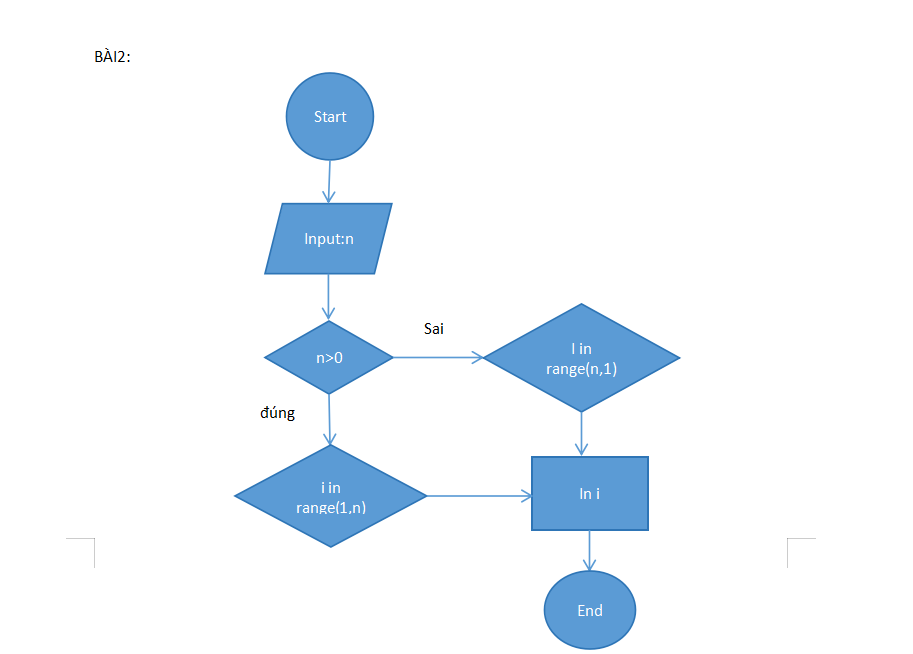 BÀI2:
Start
Input:n
n>0
Sai
I in
range(n,1)
đúng
i in
range(1,n)
In i
End